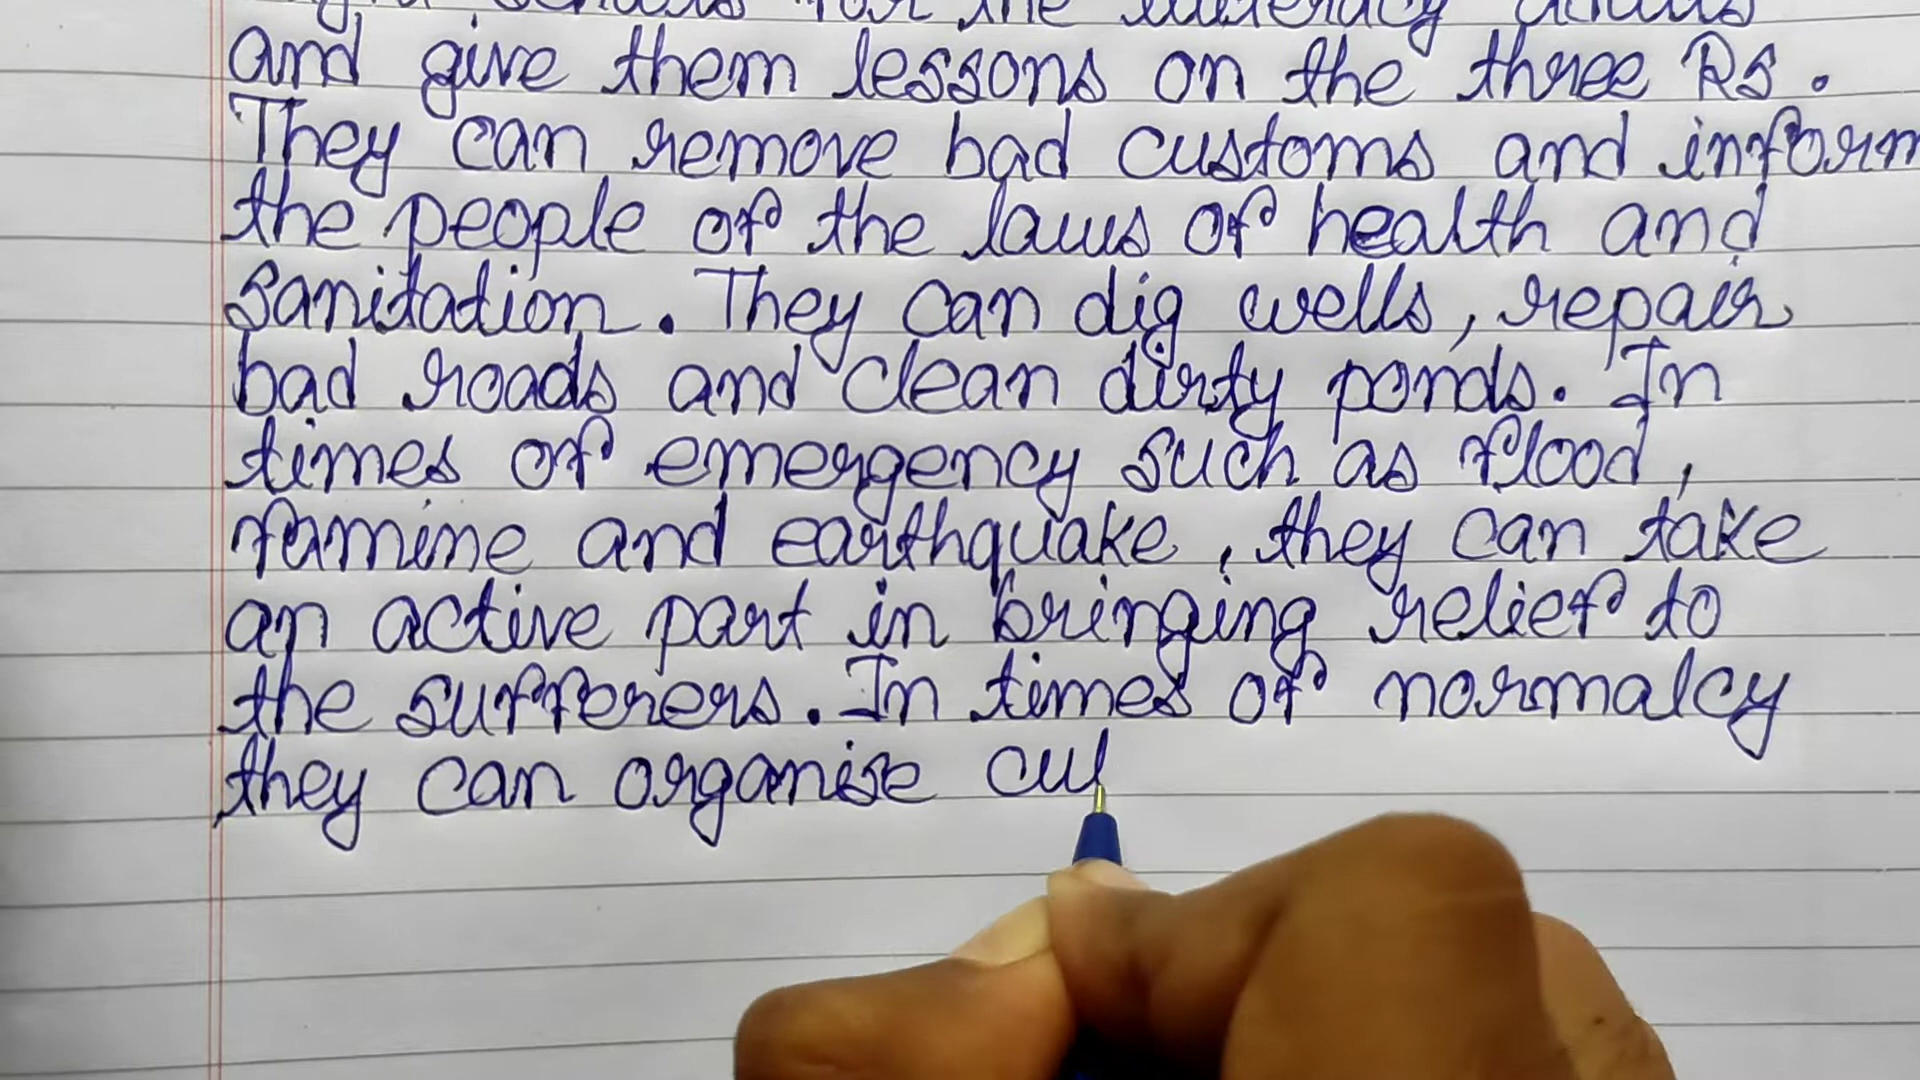 for the
and give them lessons on the three Rs.
They can remove bad customs and inform
the people of the laws of health and
sanitation. They can dig wells, repair
bad roads and clean dirty ponds. In
times of emergency such as flood,
famine and earthquake, they can take
an active part in bringing relief to
the sufferers. In times of normalcy
they can organise cul